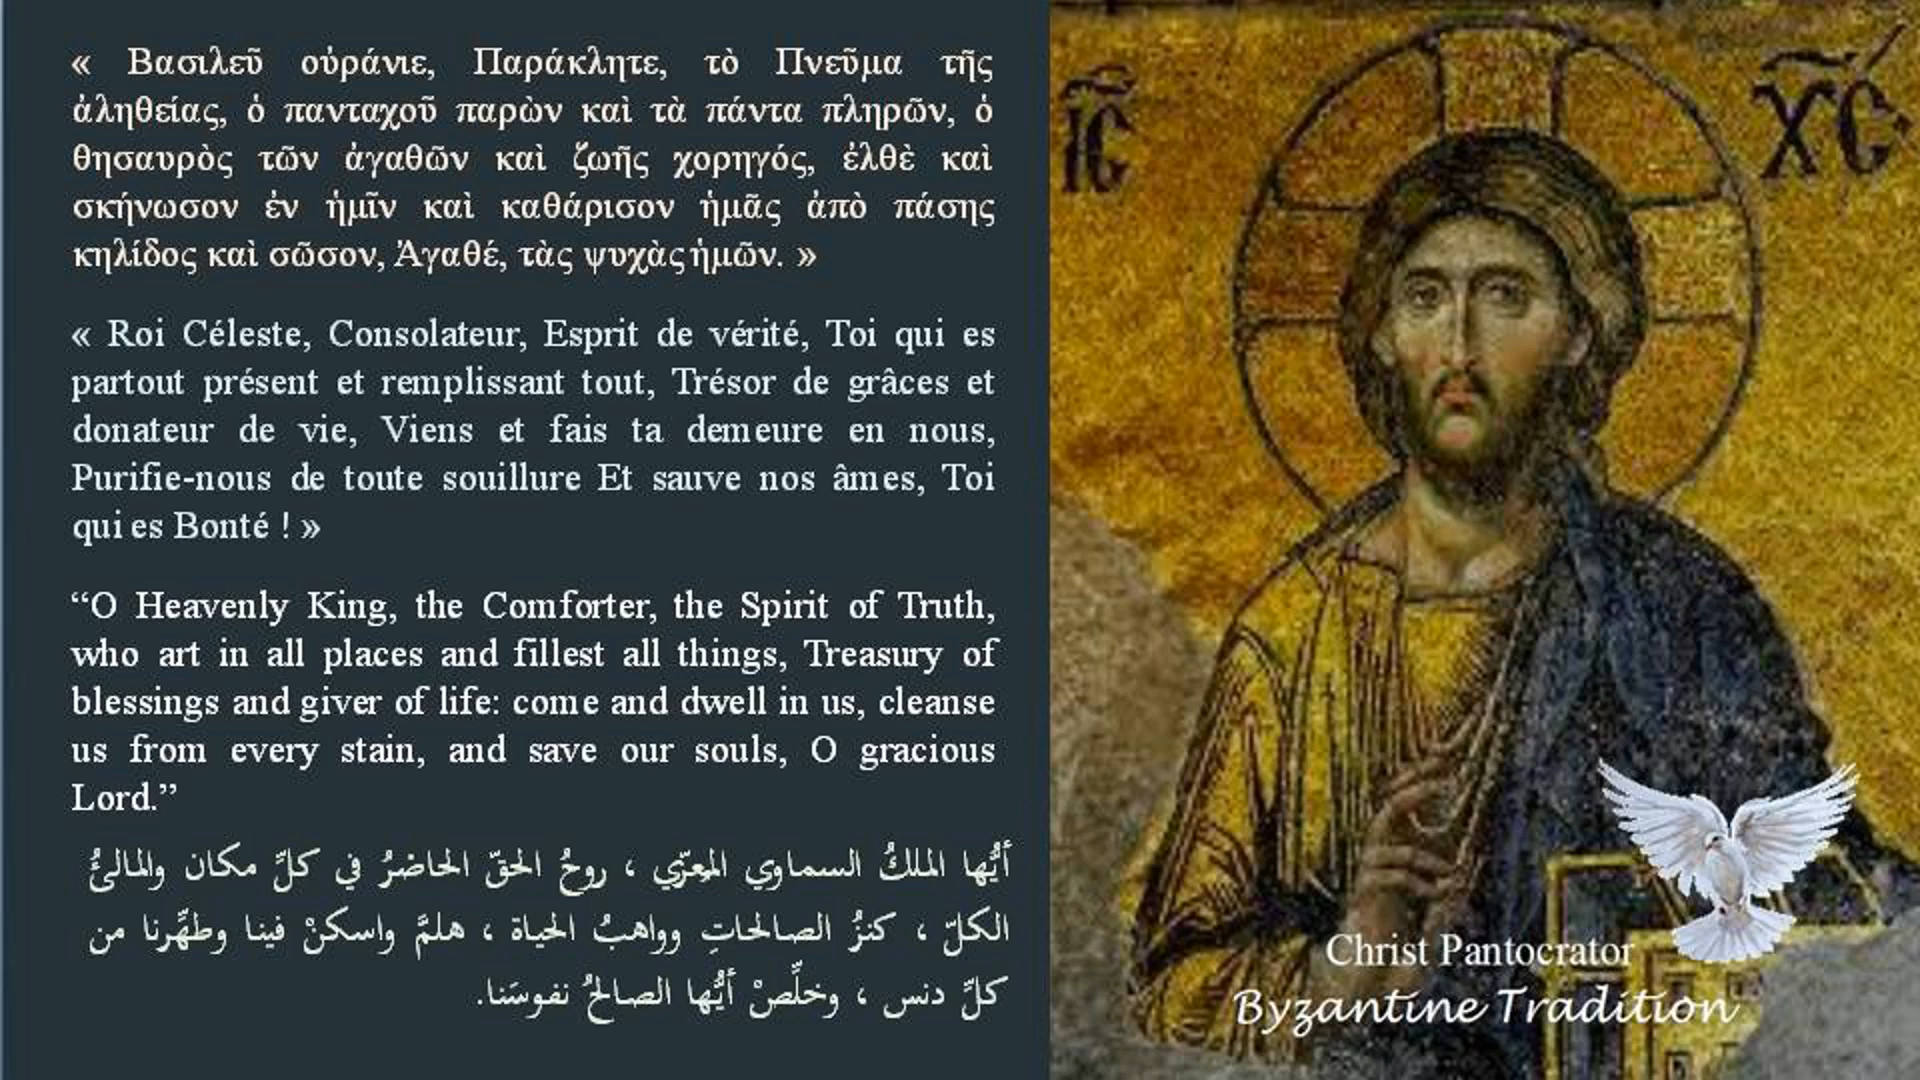 « Βασιλεῦ οὐράνιε, Παράκλητε, τὸ Πνεῦμα τῆς
ἀληθείας, ὁ πανταχοῦ παρὼν καὶ τὰ πάντα πληρῶν, ὁ
θησαυρὸς τῶν ἀγαθῶν καὶ ζωῆς χορηγός, ἐλθὲ καὶ
σκήνωσον ἐν ἡμῖν καὶ καθάρισον ἡμᾶς ἀπὸ πάσης
κηλίδος καὶ σῶσον, Ἀγαθέ, τὰς ψυχὰς ἡμῶν. »
« Roi Céleste, Consolateur, Esprit de vérité, Toi qui es
partout présent et remplissant tout, Trésor de grâces et
donateur de vie, Viens et fais ta demeure en nous,
Purifie-nous de toute souillure Et sauve nos âmes, Toi
qui es Bonté ! »
“O Heavenly King, the Comforter, the Spirit of Truth,
who art in all places and fillest all things, Treasury of
blessings and giver of life: come and dwell in us, cleanse
us from every stain, and save our souls, O gracious
Lord.”
أيُّها الملكُ السماوي المعزّي ، روحُ الحقّ الحاضرُ في كلِّ مكان والمالئُ
الكلّ ، كنزُ الصالحاتِ وواهبُ الحياة ، هلمَّ واسكنْ فينا وطهِّرنا من
كلِّ دنس ، وخلِّصْ أيُّها الصالحُ نفوسَنا.
IC XC
Christ Pantocrator
Byzantine Tradition